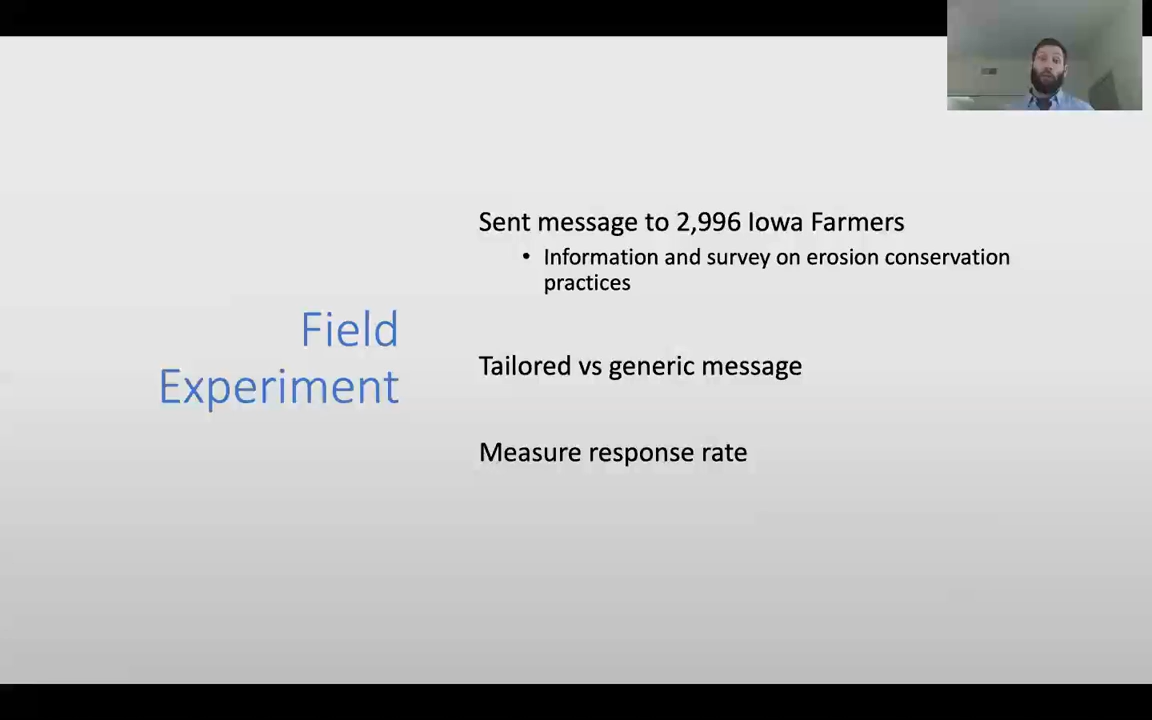 Field
Experiment
Sent message to 2,996 Iowa Farmers
• Information and survey on erosion conservation
practices
Tailored vs generic message
Measure response rate